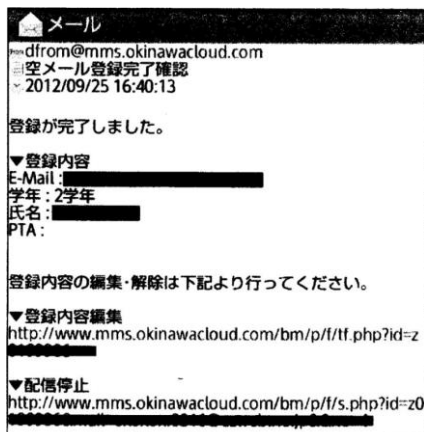 メール
dfrom@mms.okinawacloud.com
空メール登録完了確認
2012/09/25 16:40:13
登録が完了しました。
▼登録内容
E-Mail :
学年 : 2学年
氏名 :
PTA :
登録内容の編集・解除は下記より行ってください。
▼登録内容編集
http://www.mms.okinawacloud.com/bm/p/f/tf.php?id=z
▼配信停止
http://www.mms.okinawacloud.com/bm/p/f/s.php?id=z0